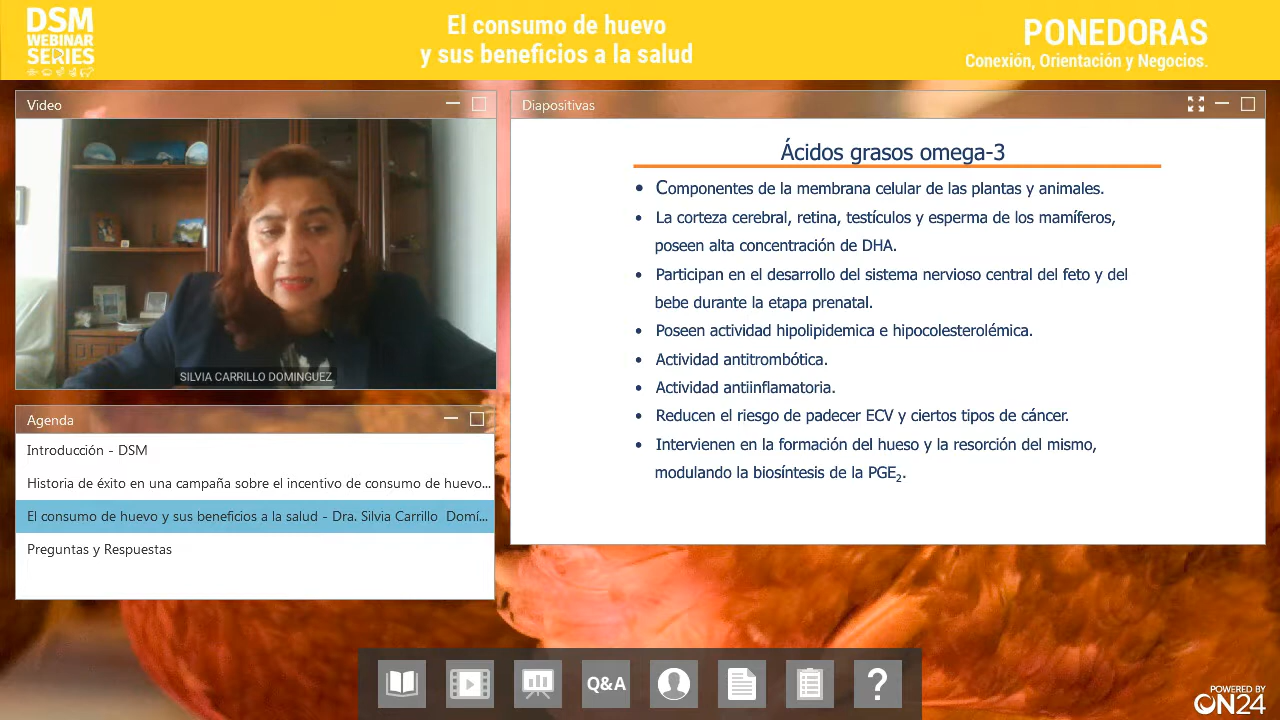 DSM
WEBINAR
SERIES
El consumo de huevo
y sus beneficios a la salud
PONEDORAS
Conexión, Orientación y Negocios.
Video
SILVIA CARRILLO DOMINGUEZ
Agenda
Introducción - DSM
Historia de éxito en una campaña sobre el incentivo de consumo de huevo...
El consumo de huevo y sus beneficios a la salud - Dra. Silvia Carrillo Domí...
Preguntas y Respuestas
Diapositivas
Ácidos grasos omega-3
• Componentes de la membrana celular de las plantas y animales.
• La corteza cerebral, retina, testículos y esperma de los mamíferos,
poseen alta concentración de DHA.
• Participan en el desarrollo del sistema nervioso central del feto y del
bebe durante la etapa prenatal.
• Poseen actividad hipolipidemica e hipocolesterolémica.
• Actividad antitrombótica.
• Actividad antiinflamatoria.
• Reducen el riesgo de padecer ECV y ciertos tipos de cáncer.
• Intervienen en la formación del hueso y la resorción del mismo,
modulando la biosíntesis de la PGE₂.
Q&A
?
POWERED BY
ON24